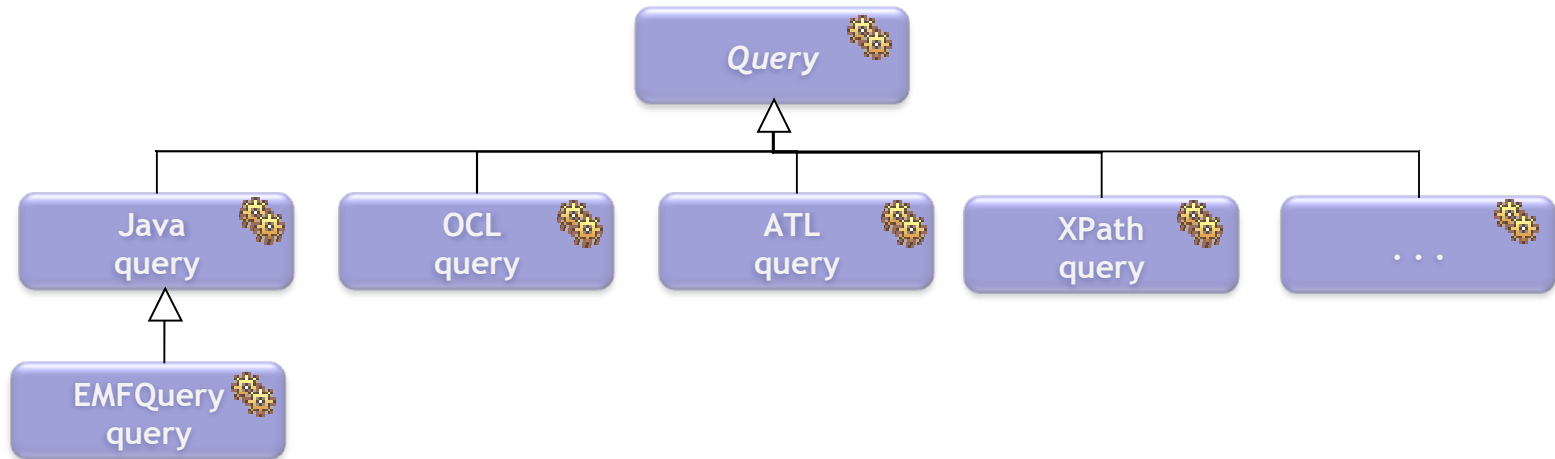 Query
Java
query
OCL
query
ATL
query
XPath
query
. . .
EMFQuery
query